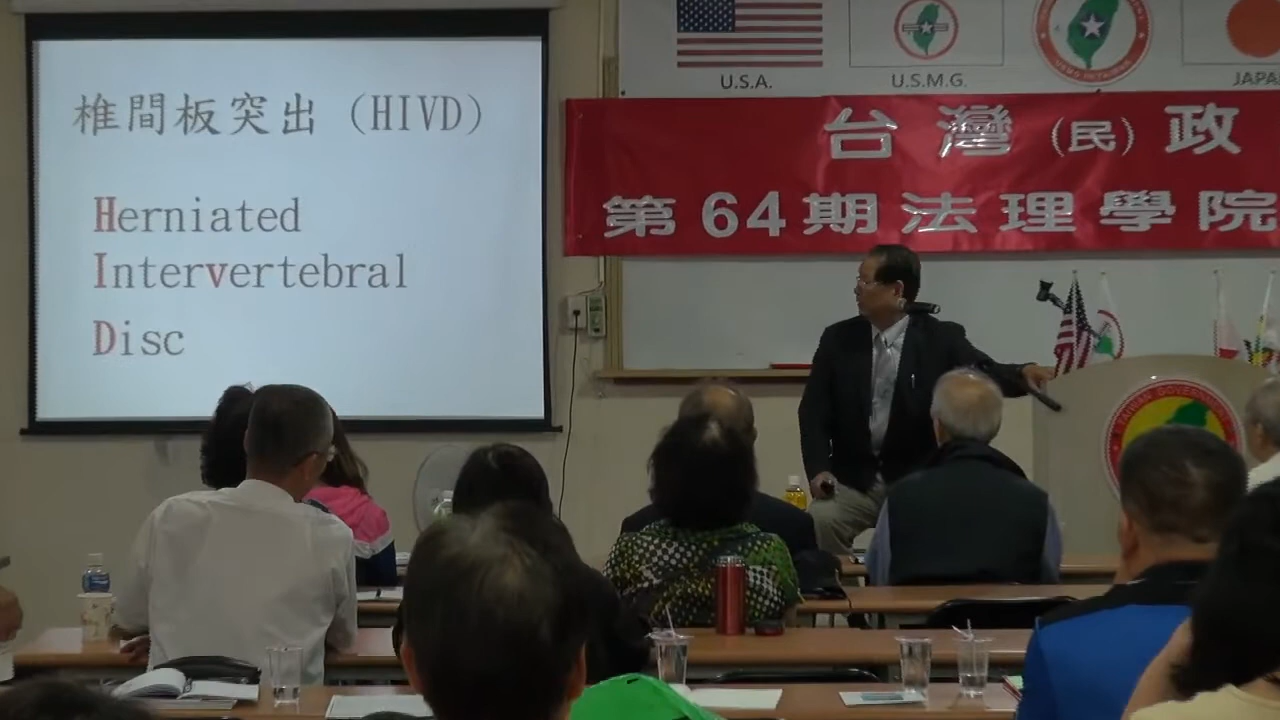 椎間板突出 (HIVD)
Herniated
Intervertebral
Disc
U.S.A.
U.S.M.G.
JAPA
台灣(民)政
第64期法理學院